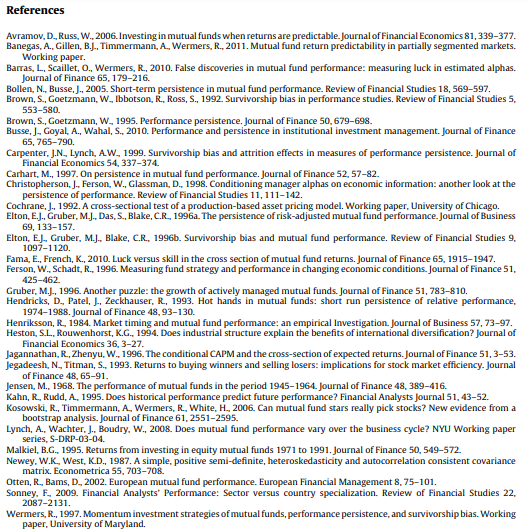 References
Avramov, D., Russ, W., 2006. Investing in mutual funds when returns are predictable. Journal of Financial Economics 81, 339–377.
Banegas, A., Gillen, B.J., Timmermann, A., Wermers, R., 2011. Mutual fund return predictability in partially segmented markets.
Working paper.
Barras, L., Scaillet, O., Wermers, R., 2010. False discoveries in mutual fund performance: measuring luck in estimated alphas.
Journal of Finance 65, 179–216.
Bollen, N., Busse, J., 2005. Short-term persistence in mutual fund performance. Review of Financial Studies 18, 569–597.
Brown, S., Goetzmann, W., Ibbotson, R., Ross, S., 1992. Survivorship bias in performance studies. Review of Financial Studies 5,
553–580.
Brown, S., Goetzmann, W., 1995. Performance persistence. Journal of Finance 50, 679–698.
Busse, J., Goyal, A., Wahal, S., 2010. Performance and persistence in institutional investment management. Journal of Finance
65, 765–790.
Carpenter, J.N., Lynch, A.W., 1999. Survivorship bias and attrition effects in measures of performance persistence. Journal of
Financial Economics 54, 337–374.
Carhart, M., 1997. On persistence in mutual fund performance. Journal of Finance 52, 57–82.
Christopherson, J., Ferson, W., Glassman, D., 1998. Conditioning manager alphas on economic information: another look at the
persistence of performance. Review of Financial Studies 11, 111–142.
Cochrane, J., 1992. A cross-sectional test of a production-based asset pricing model. Working paper, University of Chicago.
Elton, E.J., Gruber, M.J., Das, S., Blake, C.R., 1996a. The persistence of risk-adjusted mutual fund performance. Journal of Business
69, 133–157.
Elton, E.J., Gruber, M.J., Blake, C.R., 1996b. Survivorship bias and mutual fund performance. Review of Financial Studies 9,
1097–1120.
Fama, E., French, K., 2010. Luck versus skill in the cross section of mutual fund returns. Journal of Finance 65, 1915–1947.
Ferson, W., Schadt, R., 1996. Measuring fund strategy and performance in changing economic conditions. Journal of Finance 51,
425–462.
Gruber, M.J., 1996. Another puzzle: the growth of actively managed mutual funds. Journal of Finance 51, 783–810.
Hendricks, D., Patel, J., Zeckhauser, R., 1993. Hot hands in mutual funds: short run persistence of relative performance,
1974–1988. Journal of Finance 48, 93–130.
Henriksson, R., 1984. Market timing and mutual fund performance: an empirical Investigation. Journal of Business 57, 73–97.
Heston, S.L., Rouwenhorst, K.G., 1994. Does industrial structure explain the benefits of international diversification? Journal of
Financial Economics 36, 3–27.
Jagannathan, R., Zhenyu, W., 1996. The conditional CAPM and the cross-section of expected returns. Journal of Finance 51, 3–53.
Jegadeesh, N., Titman, S., 1993. Returns to buying winners and selling losers: implications for stock market efficiency. Journal
of Finance 48, 65–91.
Jensen, M., 1968. The performance of mutual funds in the period 1945–1964. Journal of Finance 48, 389–416.
Kahn, R., Rudd, A., 1995. Does historical performance predict future performance? Financial Analysts Journal 51, 43–52.
Kosowski, R., Timmermann, A., Wermers, R., White, H., 2006. Can mutual fund stars really pick stocks? New evidence from a
bootstrap analysis. Journal of Finance 61, 2551–2595.
Lynch, A., Wachter, J., Boudry, W., 2008. Does mutual fund performance vary over the business cycle? NYU Working paper
series, S-DRP-03-04.
Malkiel, B.G., 1995. Returns from investing in equity mutual funds 1971 to 1991. Journal of Finance 50, 549–572.
Newey, W.K., West, K.D., 1987. A simple, positive semi-definite, heteroskedasticity and autocorrelation consistent covariance
matrix. Econometrica 55, 703–708.
Otten, R., Bams, D., 2002. European mutual fund performance. European Financial Management 8, 75–101.
Sonney, F., 2009. Financial Analysts' Performance: Sector versus country specialization. Review of Financial Studies 22,
2087–2131.
Wermers, R., 1997. Momentum investment strategies of mutual funds, performance persistence, and survivorship bias. Working
paper, University of Maryland.